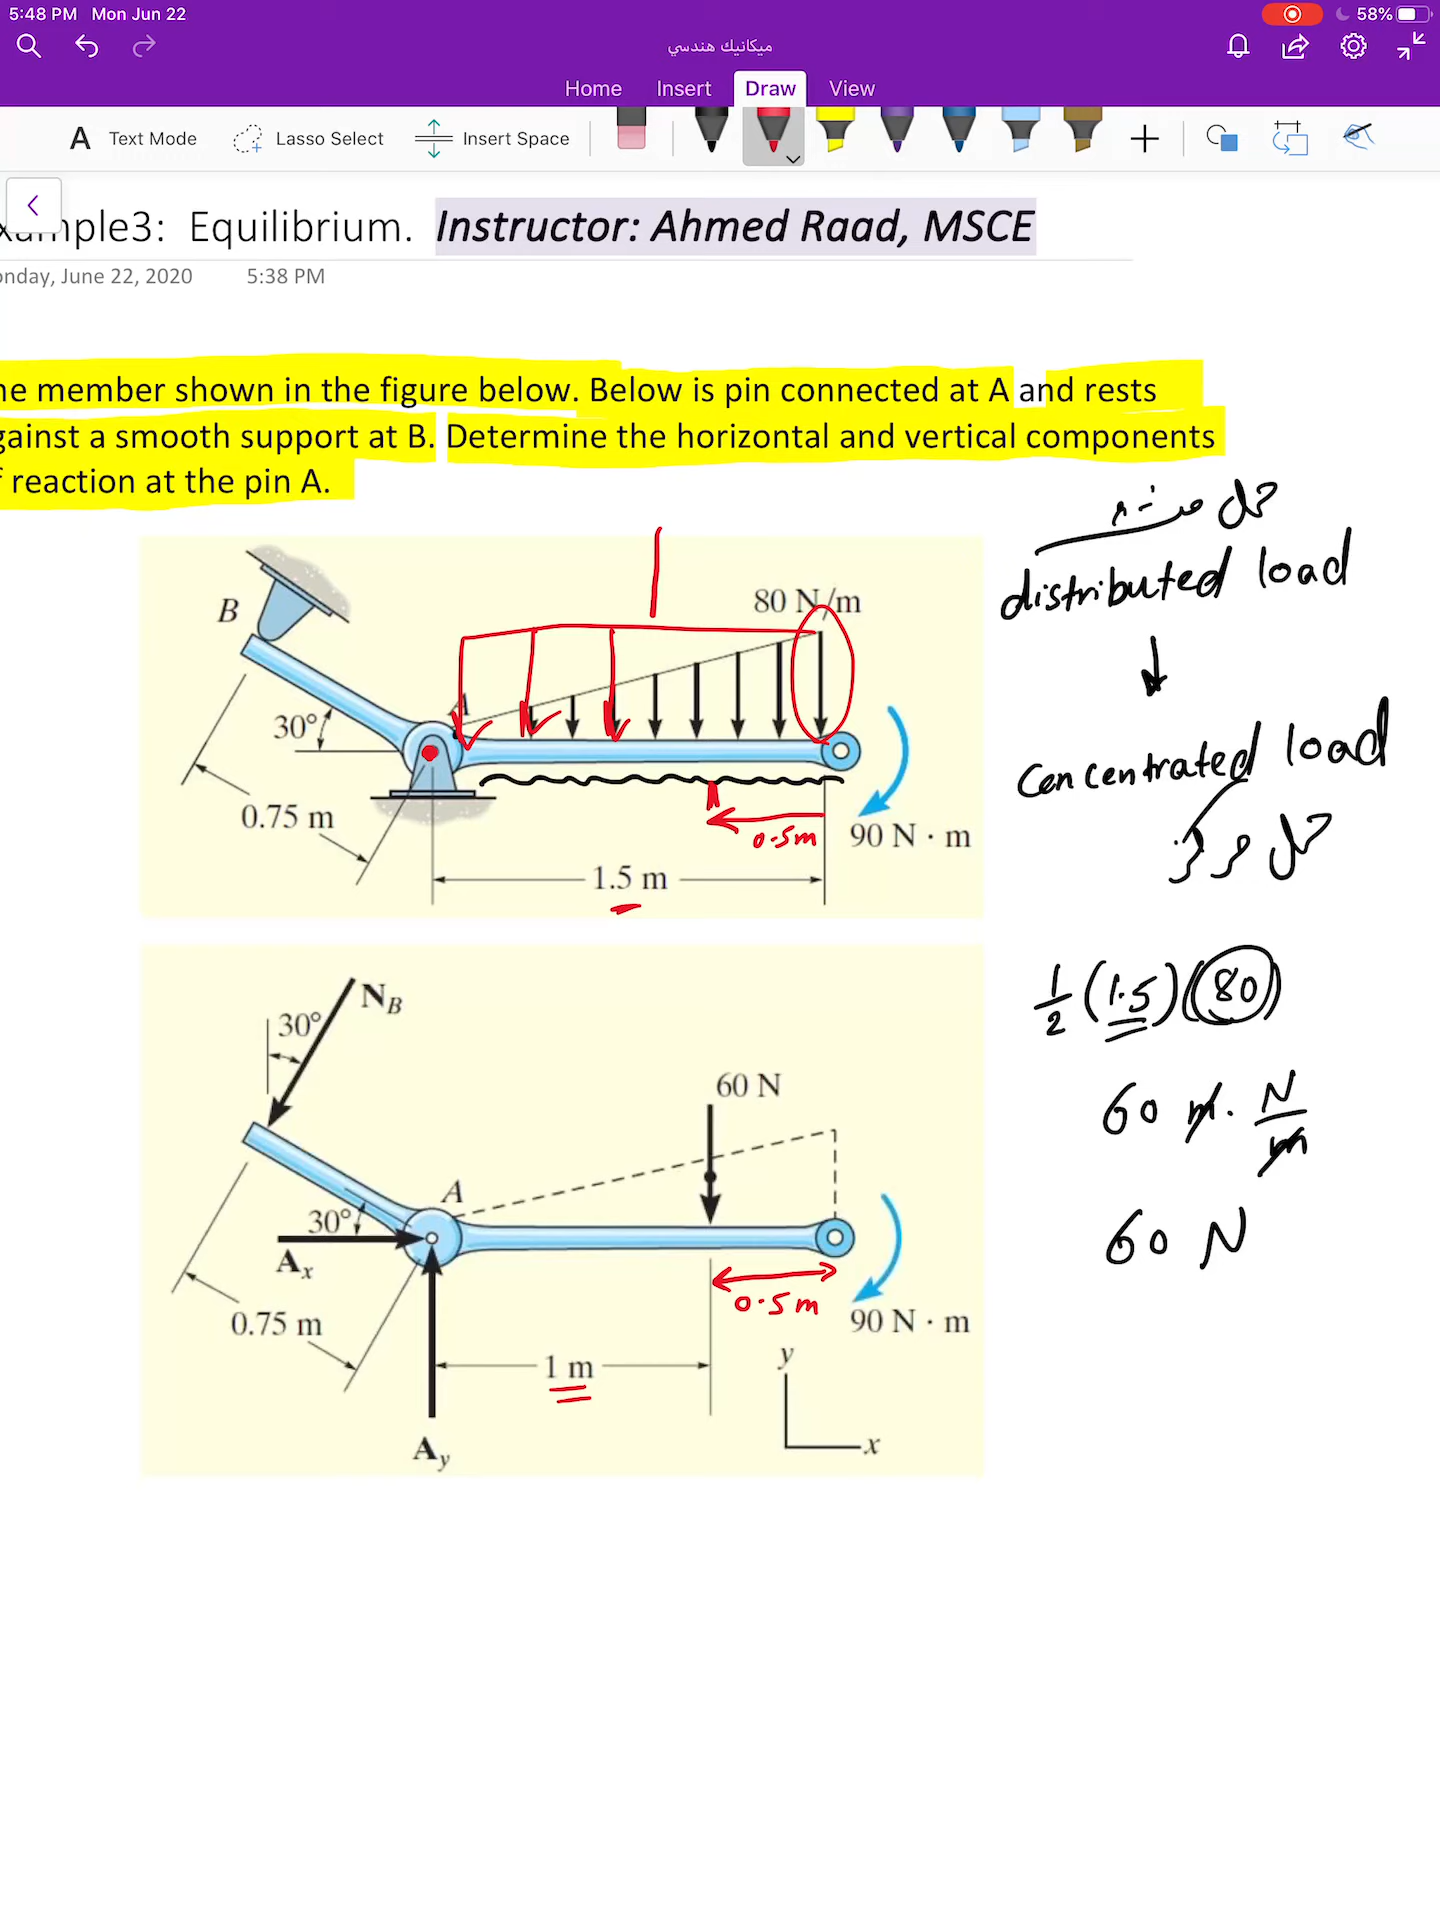 5:48 PM Mon Jun 22
58%
ميكانيك هندسي
Home Insert Draw View
A Text Mode Lasso Select Insert Space
mple3: Equilibrium. Instructor: Ahmed Raad, MSCE
onday, June 22, 2020 5:38 PM
he member shown in the figure below. Below is pin connected at A and rests
gainst a smooth support at B. Determine the horizontal and vertical components
f reaction at the pin A.
حمل
distributed load
Concentrated load
حمل مركز
B
80 N/m
A
30°
0.75 m
0.5m
90 N · m
1.5 m
1/2 (1.5)(80)
60 m. N/m
60 N
N_B
30°
60 N
A
30°
A_x
0.75 m
0.5m
90 N · m
1 m
y
x
A_y